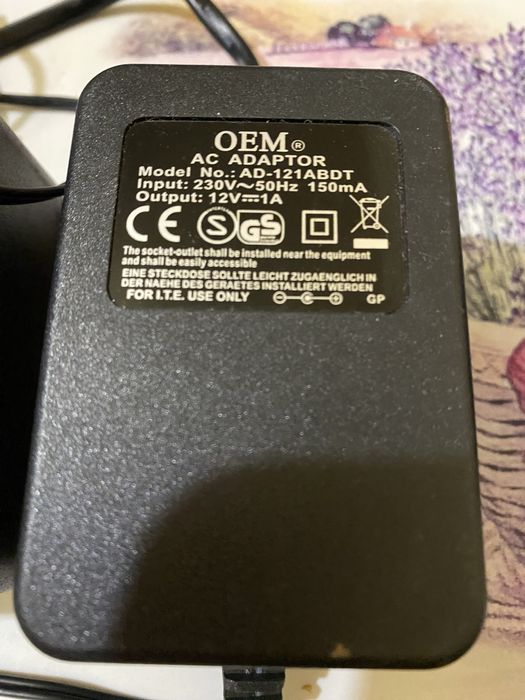 OEM®
AC ADAPTOR
Model No.: AD-121ABDT
Input: 230V~50Hz 150mA
Output: 12V⎓1A
CE S GS
The socket-outlet shall be installed near the equipment
and shall be easily accessible
EINE STECKDOSE SOLLTE LEICHT ZUGAENGLICH IN
DER NAEHE DES GERAETES INSTALLIERT WERDEN
FOR I.T.E. USE ONLY GP